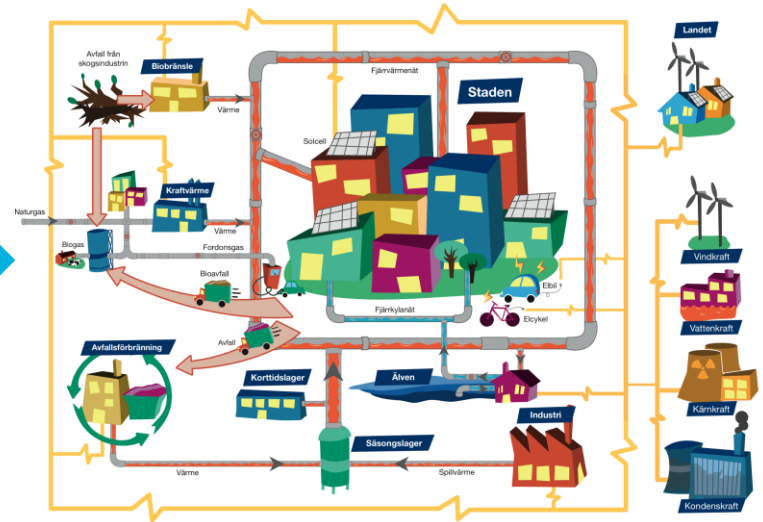 Landet
Avfall från
skogsindustrin
Biobränsle
Fjärrvärmenät
Staden
Värme
Solcell
Kraftvärme
Naturgas
Värme
Biogas
Fordonsgas
Vindkraft
Bioavfall
Elbil
Fjärrkylanät
Elcykel
Vattenkraft
Avfall
Avfallsförbränning
Korttidslager
Älven
Kärnkraft
Industri
Säsongslager
Värme
Spillvärme
Kondenskraft